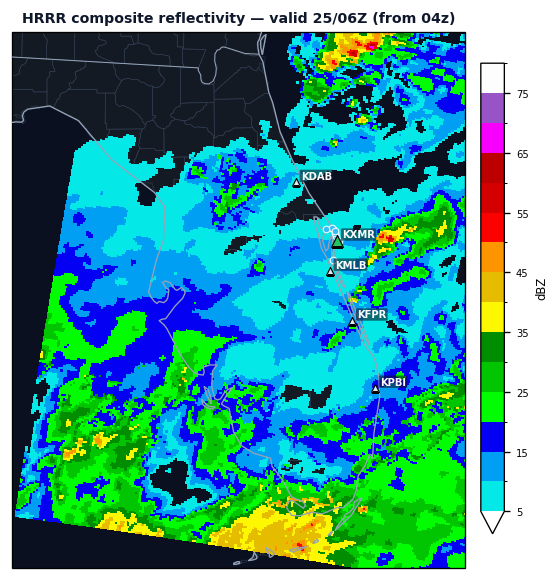 HRRR composite reflectivity — valid 25/06Z (from 04z)
KDAB
KXMR
KMLB
KFPR
KPBI
75
65
55
45
35
25
15
5
dBZ